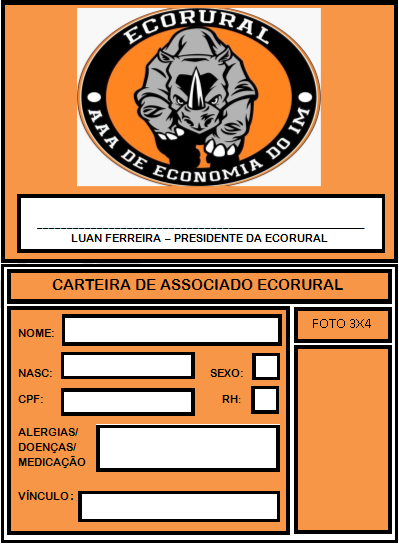 ECORURAL
AAA DE ECONOMIA DO IM
LUAN FERREIRA – PRESIDENTE DA ECORURAL
CARTEIRA DE ASSOCIADO ECORURAL
NOME:
FOTO 3X4
NASC:
SEXO:
CPF:
RH:
ALERGIAS/
DOENÇAS/
MEDICAÇÃO
VÍNCULO: